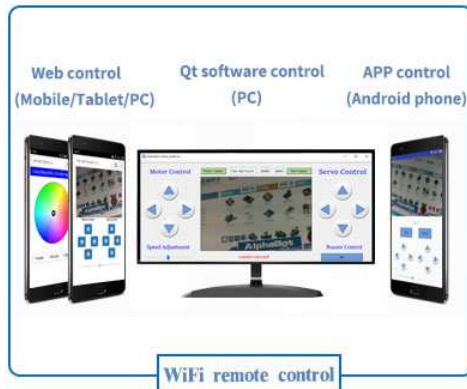 Web control
(Mobile/Tablet/PC)
Qt software control
(PC)
APP control
(Android phone)
Motor Control
Servo Control
AlphaBot
Speed Adjustment
Buzzer Control
WiFi remote control